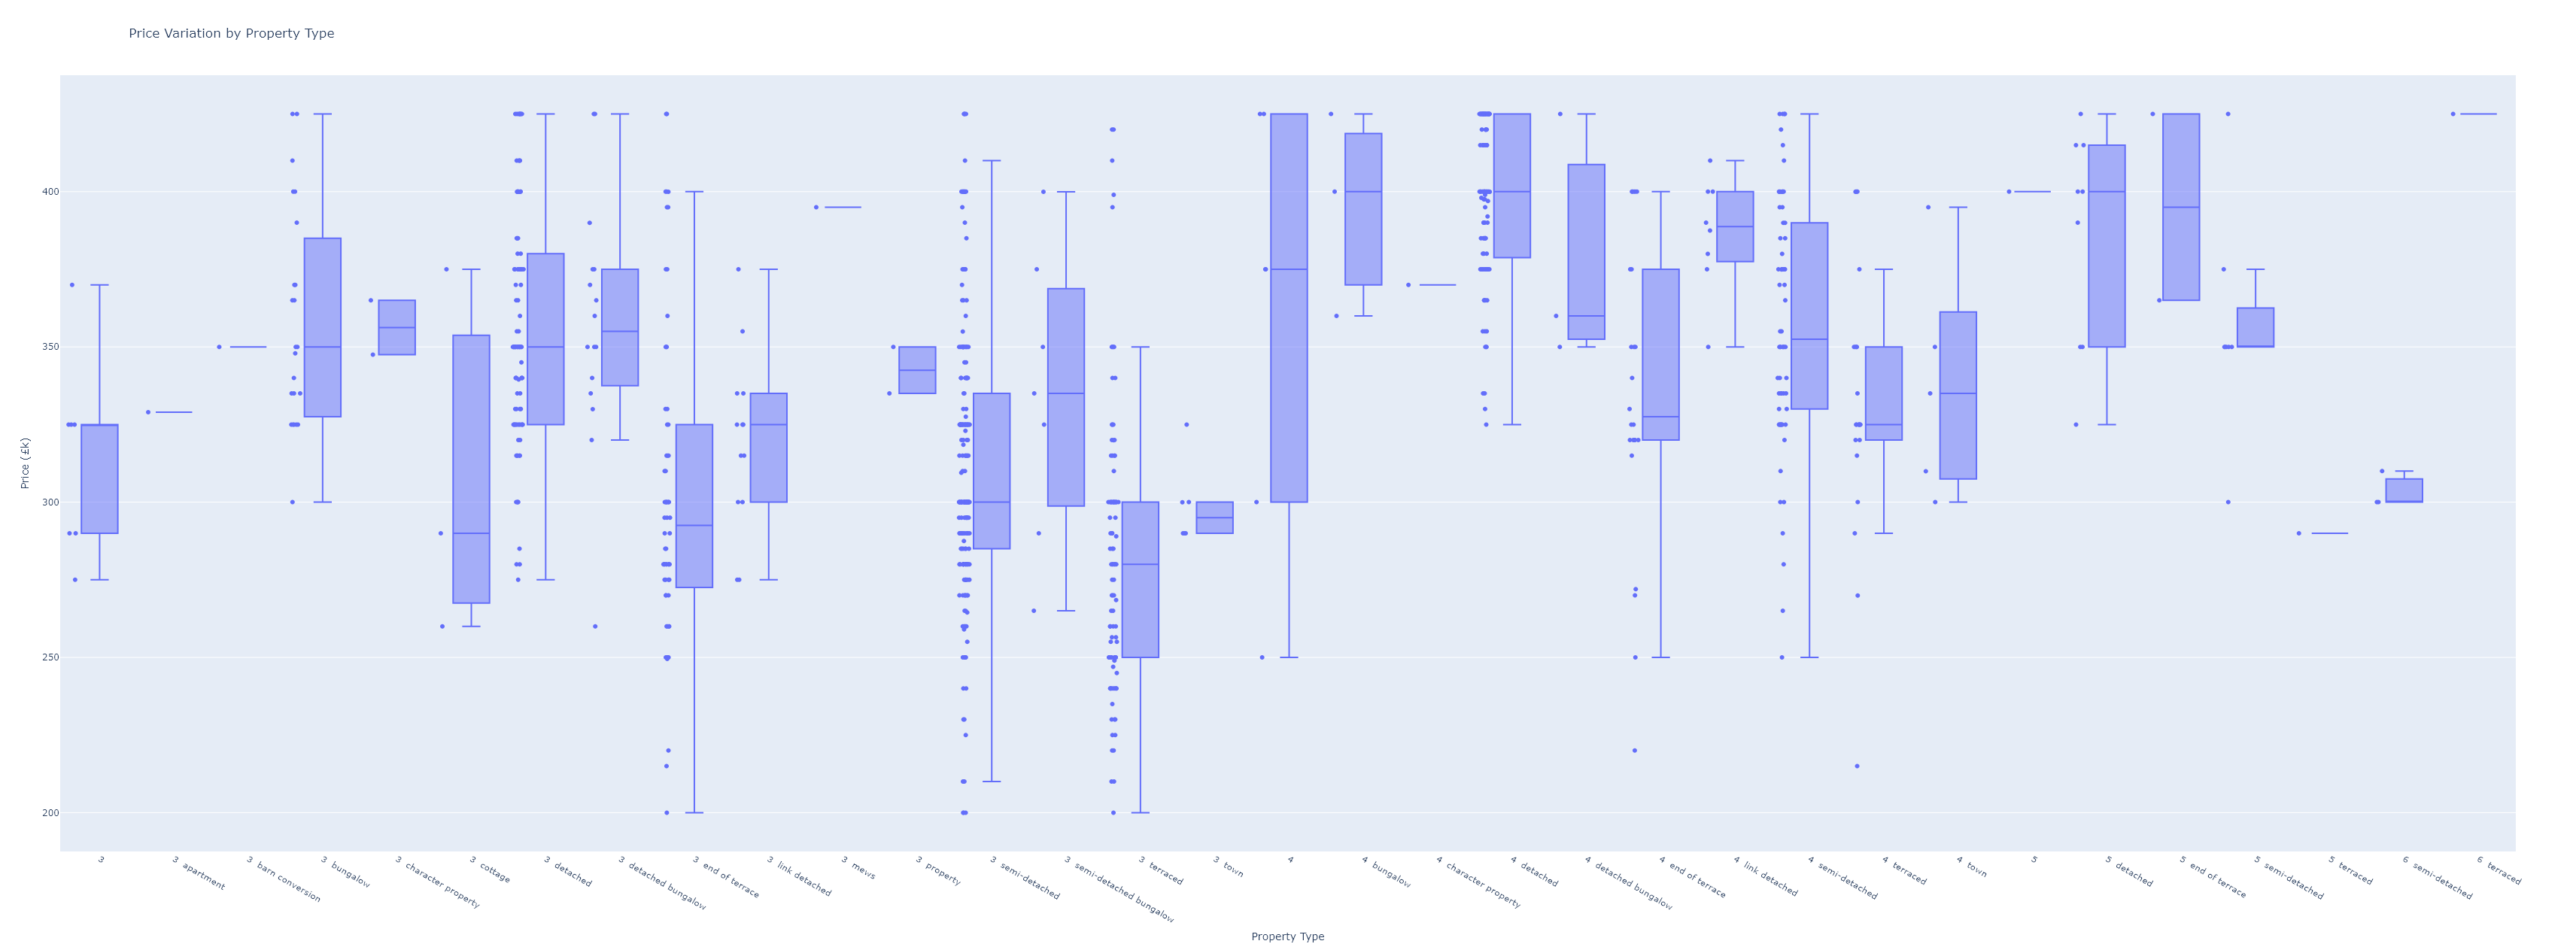 Price Variation by Property Type
Price (£k)
400
350
300
250
200
3
3 apartment
3 barn conversion
3 bungalow
3 character property
3 cottage
3 detached
3 detached bungalow
3 end of terrace
3 link detached
3 mews
3 property
3 semi-detached
3 semi-detached bungalow
3 terraced
3 town
4
4 bungalow
4 character property
4 detached
4 detached bungalow
4 end of terrace
4 link detached
4 semi-detached
4 terraced
4 town
5
5 detached
5 end of terrace
5 semi-detached
5 terraced
6 semi-detached
6 terraced
Property Type